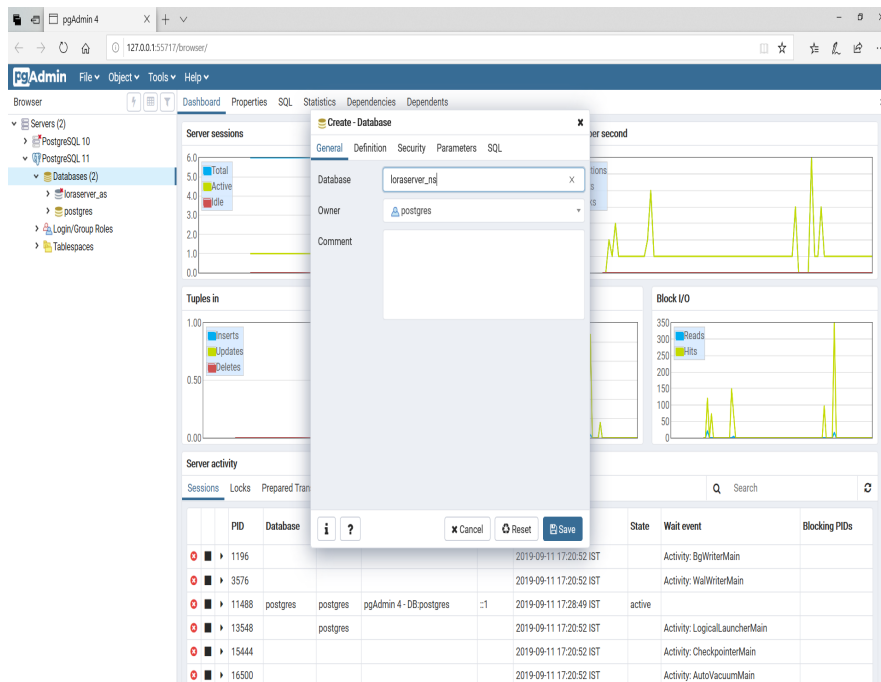 pgAdmin 4
127.0.0.1:55717/browser/
pgAdmin File Object Tools Help
Browser
Dashboard Properties SQL Statistics Dependencies Dependents
Servers (2)
PostgreSQL 10
PostgreSQL 11
Databases (2)
loraserver_as
postgres
Login/Group Roles
Tablespaces
Server sessions
6.0
5.0
4.0
3.0
2.0
1.0
0.0
Total
Active
Idle
Create - Database
General Definition Security Parameters SQL
Database loraserver_ns
Owner postgres
Comment
Cancel Reset Save
per second
Tuples in
1.00
0.50
0.00
Inserts
Updates
Deletes
Block I/O
350
300
250
200
150
100
50
0
Reads
Hits
Server activity
Sessions Locks Prepared Tran
Search
PID Database State Wait event Blocking PIDs
1196 2019-09-11 17:20:52 IST Activity: BgWriterMain
3576 2019-09-11 17:20:52 IST Activity: WalWriterMain
11488 postgres postgres pgAdmin 4 - DB:postgres ::1 2019-09-11 17:28:49 IST active
13548 postgres 2019-09-11 17:20:52 IST Activity: LogicalLauncherMain
15444 2019-09-11 17:20:52 IST Activity: CheckpointerMain
16500 2019-09-11 17:20:52 IST Activity: AutoVacuumMain